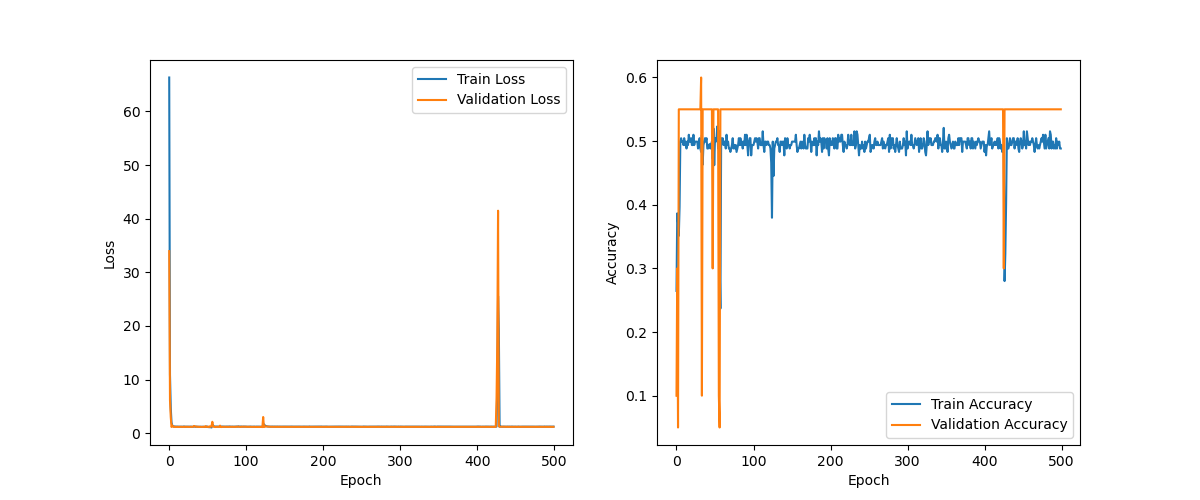 Train Loss
Validation Loss
60
50
40
30
20
10
0
Loss
0 100 200 300 400 500
Epoch
0.6
0.5
0.4
0.3
0.2
0.1
Accuracy
Train Accuracy
Validation Accuracy
0 100 200 300 400 500
Epoch